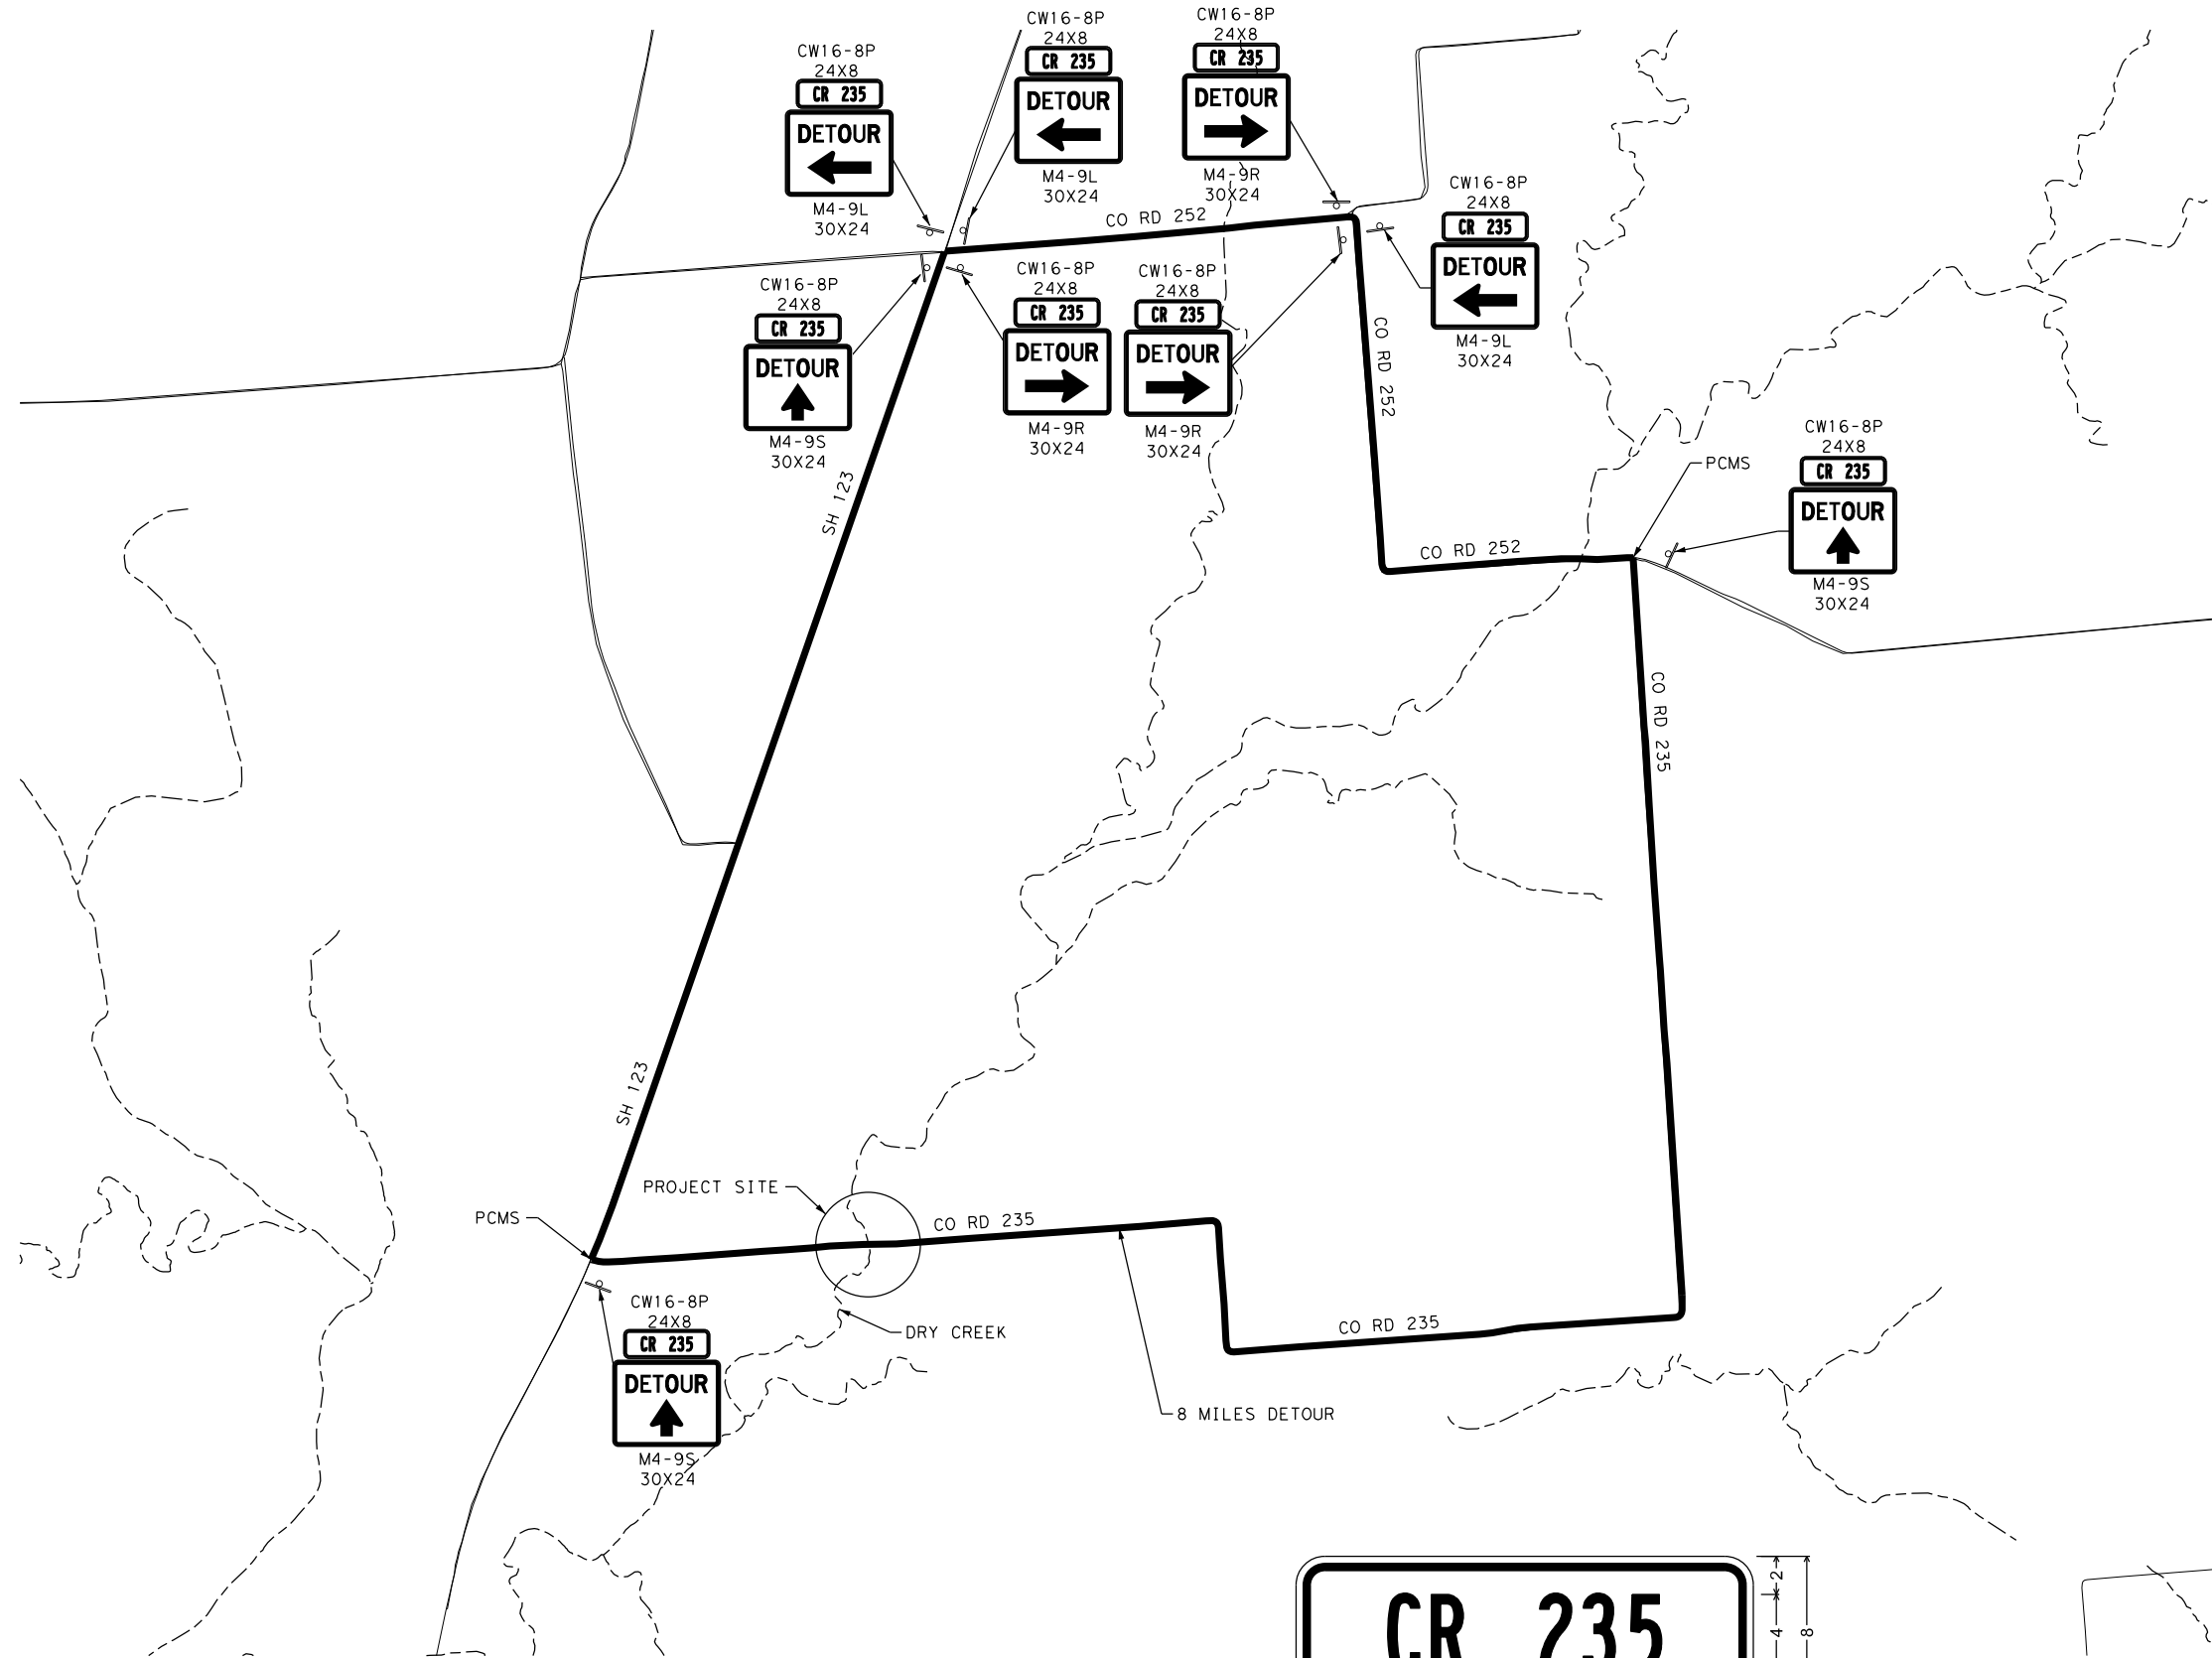 CW16-8P
24X8
CR 235
DETOUR
M4-9L
30X24
CW16-8P
24X8
CR 235
DETOUR
M4-9L
30X24
CW16-8P
24X8
CR 235
DETOUR
M4-9R
30X24
CW16-8P
24X8
CR 235
DETOUR
M4-9L
30X24
CO RD 252
CW16-8P
24X8
CR 235
DETOUR
M4-9S
30X24
CW16-8P
24X8
CR 235
DETOUR
M4-9R
30X24
CW16-8P
24X8
CR 235
DETOUR
M4-9R
30X24
CO RD 252
SH 123
PCMS
CW16-8P
24X8
CR 235
DETOUR
M4-9S
30X24
CO RD 252
CO RD 235
SH 123
PROJECT SITE
PCMS
CO RD 235
CW16-8P
24X8
CR 235
DETOUR
M4-9S
30X24
DRY CREEK
CO RD 235
8 MILES DETOUR
CR 235
2
4
8